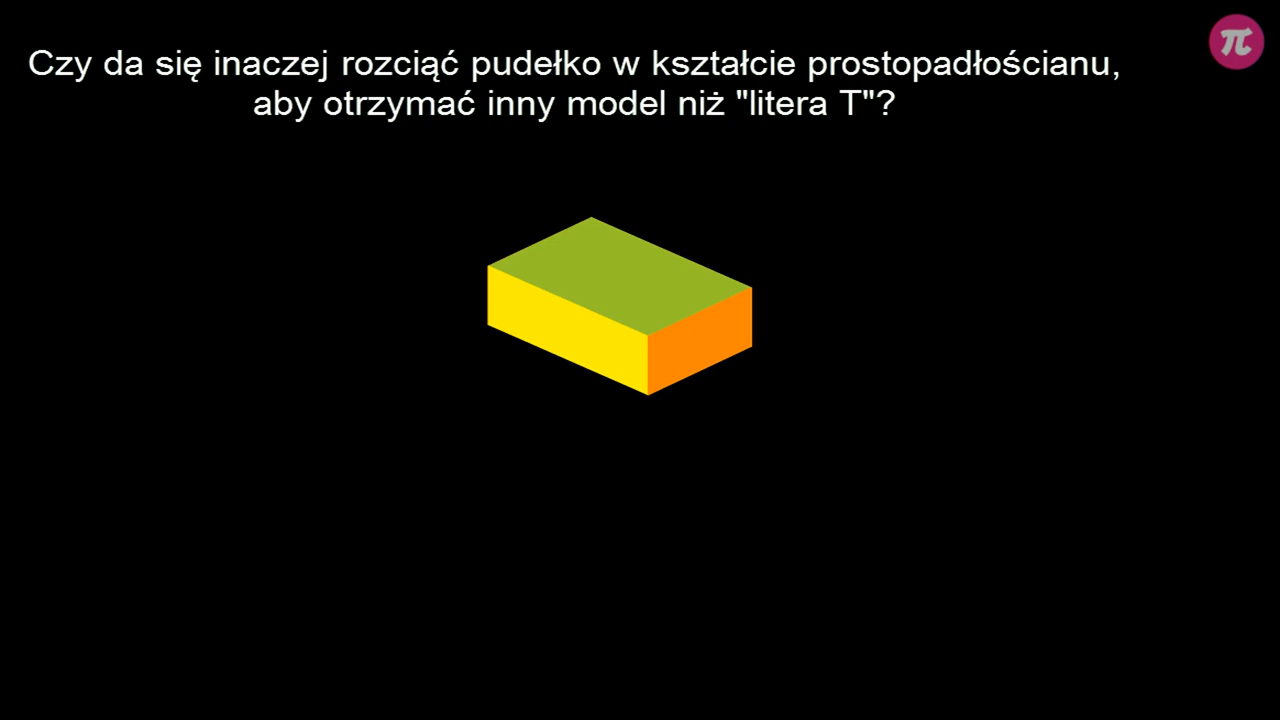 Czy da się inaczej rozciąć pudełko w kształcie prostopadłościanu,
aby otrzymać inny model niż "litera T"?
π